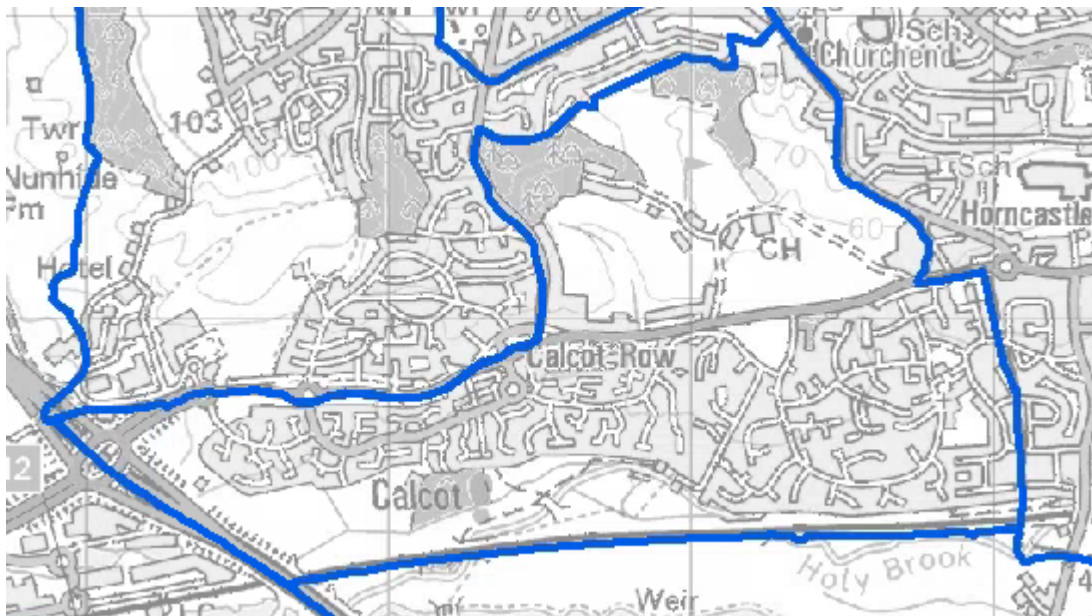 Sch
Churchend
103
Twr
100
90
70
Sch
Nunhide
Fm
Horncastle
60
CH
Hotel
Calcot Row
12
Calcot
Holy Brook
Weir